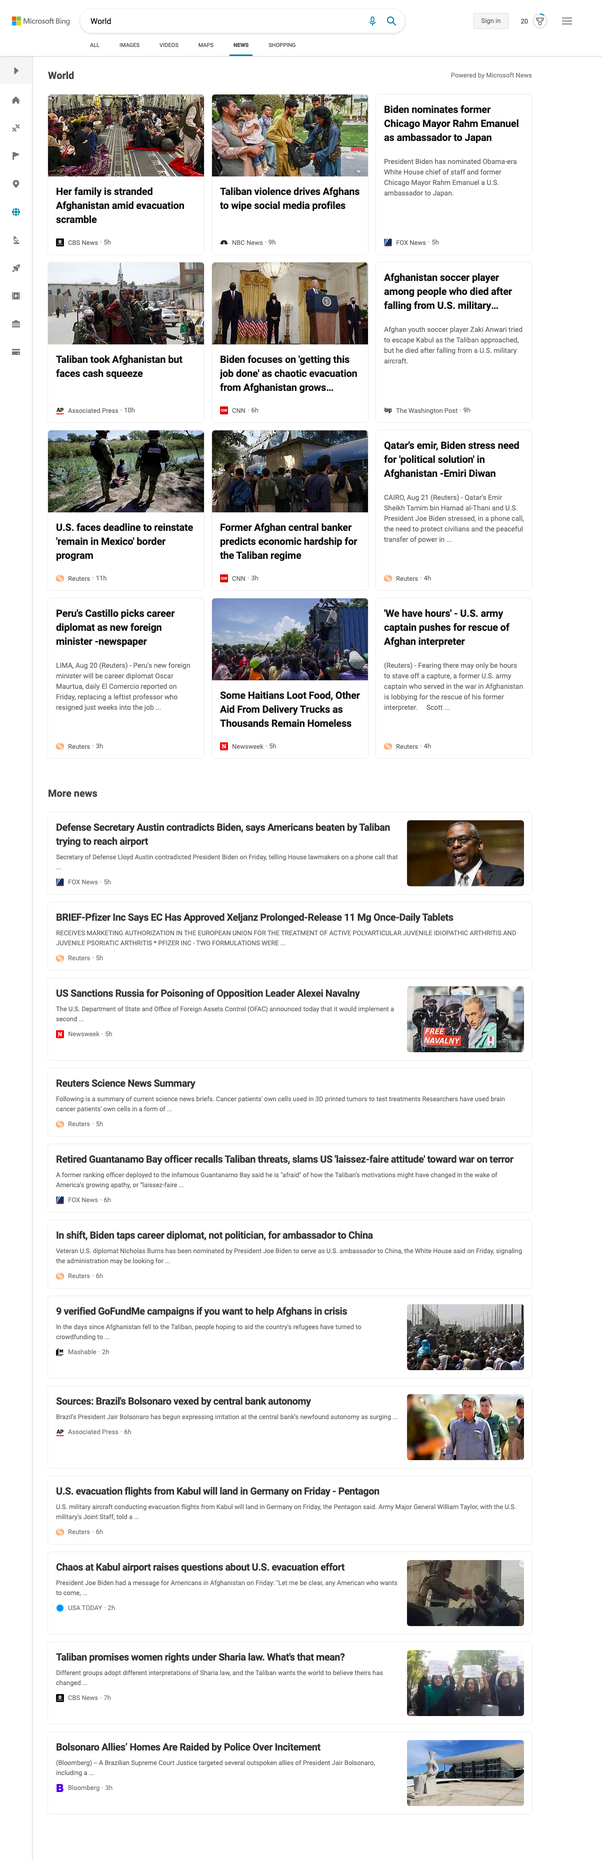 Microsoft Bing
World
Sign in
20
ALL
IMAGES
VIDEOS
MAPS
NEWS
SHOPPING
World
Powered by Microsoft News
Her family is stranded
Afghanistan amid evacuation
scramble
CBS News · 5h
Taliban violence drives Afghans
to wipe social media profiles
NBC News · 9h
Biden nominates former
Chicago Mayor Rahm Emanuel
as ambassador to Japan
President Biden has nominated Obama-era
White House chief of staff and former
Chicago Mayor Rahm Emanuel a U.S.
ambassador to Japan.
FOX News · 5h
Taliban took Afghanistan but
faces cash squeeze
AP Associated Press · 10h
Biden focuses on 'getting this
job done' as chaotic evacuation
from Afghanistan grows...
CNN · 6h
Afghanistan soccer player
among people who died after
falling from U.S. military...
Afghan youth soccer player Zaki Anwari tried
to escape Kabul as the Taliban approached,
but he died after falling from a U.S. military
aircraft.
wp The Washington Post · 9h
U.S. faces deadline to reinstate
'remain in Mexico' border
program
Reuters · 11h
Former Afghan central banker
predicts economic hardship for
the Taliban regime
CNN · 3h
Qatar's emir, Biden stress need
for 'political solution' in
Afghanistan -Emiri Diwan
CAIRO, Aug 21 (Reuters) - Qatar's Emir
Sheikh Tamim bin Hamad al-Thani and U.S.
President Joe Biden stressed, in a phone call,
the need to protect civilians and the peaceful
transfer of power in ...
Reuters · 4h
Peru's Castillo picks career
diplomat as new foreign
minister -newspaper
LIMA, Aug 20 (Reuters) - Peru's new foreign
minister will be career diplomat Oscar
Maurtua, daily El Comercio reported on
Friday, replacing a leftist professor who
resigned just weeks into the job ...
Reuters · 3h
Some Haitians Loot Food, Other
Aid From Delivery Trucks as
Thousands Remain Homeless
N Newsweek · 5h
'We have hours' - U.S. army
captain pushes for rescue of
Afghan interpreter
(Reuters) - Fearing there may only be hours
to stave off a capture, a former U.S. army
captain who served in the war in Afghanistan
is lobbying for the rescue of his former
interpreter. Scott ...
Reuters · 4h
More news
Defense Secretary Austin contradicts Biden, says Americans beaten by Taliban
trying to reach airport
Secretary of Defense Lloyd Austin contradicted President Biden on Friday, telling House lawmakers on a phone call that
...
FOX News · 5h
BRIEF-Pfizer Inc Says EC Has Approved Xeljanz Prolonged-Release 11 Mg Once-Daily Tablets
RECEIVES MARKETING AUTHORIZATION IN THE EUROPEAN UNION FOR THE TREATMENT OF ACTIVE POLYARTICULAR JUVENILE IDIOPATHIC ARTHRITIS AND
JUVENILE PSORIATIC ARTHRITIS * PFIZER INC - TWO FORMULATIONS WERE ...
Reuters · 5h
US Sanctions Russia for Poisoning of Opposition Leader Alexei Navalny
The U.S. Department of State and Office of Foreign Assets Control (OFAC) announced today that it would implement a
second ...
N Newsweek · 5h
FREE
NAVALNY
Reuters Science News Summary
Following is a summary of current science news briefs. Cancer patients' own cells used in 3D printed tumors to test treatments Researchers have used brain
cancer patients' own cells in a form of ...
Reuters · 5h
Retired Guantanamo Bay officer recalls Taliban threats, slams US 'laissez-faire attitude' toward war on terror
A former ranking officer deployed to the infamous Guantanamo Bay said he is "afraid" of how the Taliban's motivations might have changed in the wake of
America's growing apathy, or "laissez-faire ...
FOX News · 6h
In shift, Biden taps career diplomat, not politician, for ambassador to China
Veteran U.S. diplomat Nicholas Burns has been nominated by President Joe Biden to serve as U.S. ambassador to China, the White House said on Friday, signaling
the administration may be looking for ...
Reuters · 6h
9 verified GoFundMe campaigns if you want to help Afghans in crisis
In the days since Afghanistan fell to the Taliban, people hoping to aid the country's refugees have turned to
crowdfunding to ...
Mashable · 2h
Sources: Brazil's Bolsonaro vexed by central bank autonomy
Brazil's President Jair Bolsonaro has begun expressing irritation at the central bank's newfound autonomy as surging ...
AP Associated Press · 6h
U.S. evacuation flights from Kabul will land in Germany on Friday - Pentagon
U.S. military aircraft conducting evacuation flights from Kabul will land in Germany on Friday, the Pentagon said. Army Major General William Taylor, with the U.S.
military's Joint Staff, told a ...
Reuters · 6h
Chaos at Kabul airport raises questions about U.S. evacuation effort
President Joe Biden had a message for Americans in Afghanistan on Friday: "Let me be clear, any American who wants
to come, ...
USA TODAY · 2h
Taliban promises women rights under Sharia law. What's that mean?
Different groups adopt different interpretations of Sharia law, and the Taliban wants the world to believe theirs has
changed ...
CBS News · 7h
Bolsonaro Allies' Homes Are Raided by Police Over Incitement
(Bloomberg) -- A Brazilian Supreme Court Justice targeted several outspoken allies of President Jair Bolsonaro,
including a ...
B Bloomberg · 3h